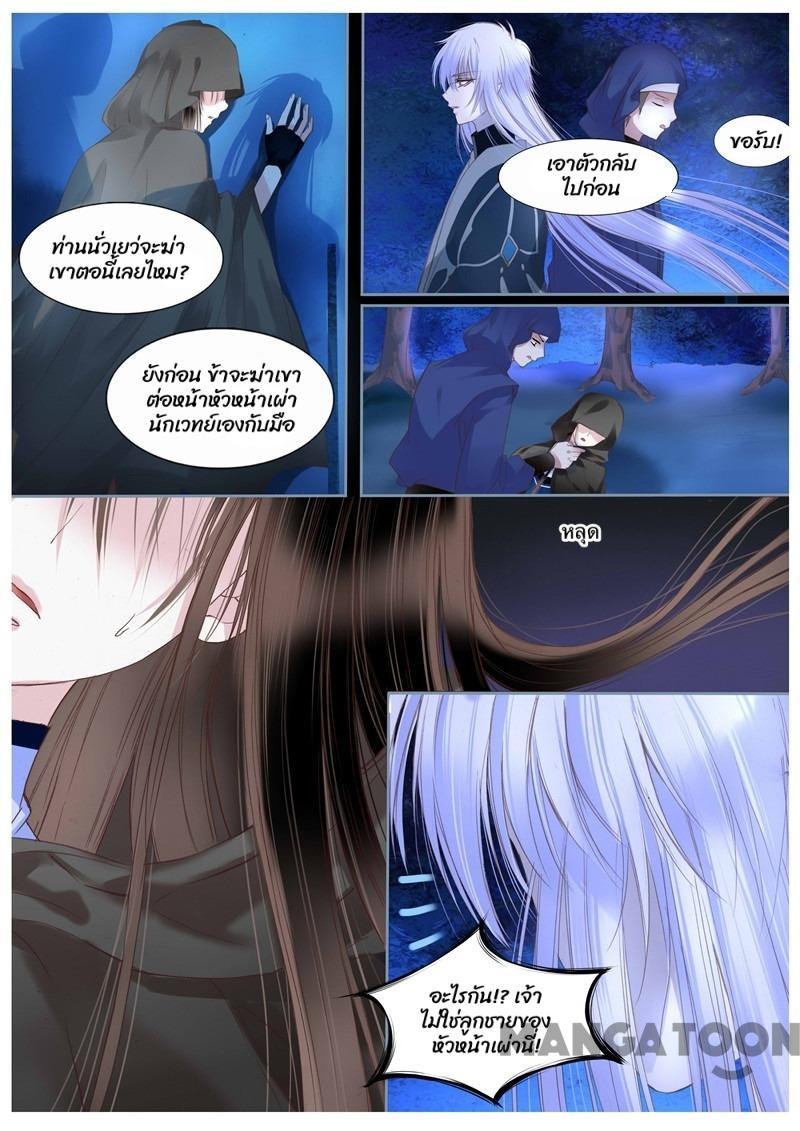 ท่านนั่วเยว่จะฆ่า
เขาตอนี้เลยไหม?
ยังก่อน ข้าจะฆ่าเขา
ต่อหน้าหัวหน้าเผ่า
นักเวทย์เองกับมือ
เอาตัวกลับ
ไปก่อน
ขอรับ!
หลุด
อะไรกัน!? เจ้า
ไม่ใช่ลูกชายของ
หัวหน้าเผ่านี่!
MANGATOON